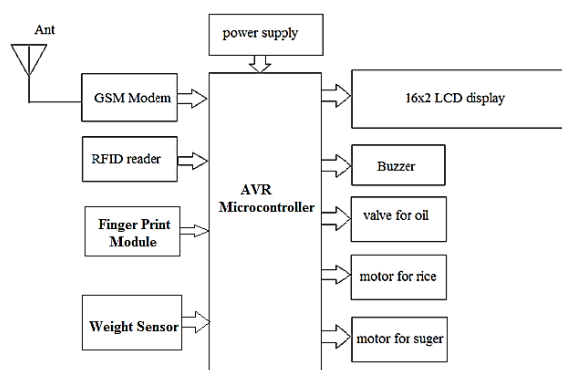 Ant
power supply
GSM Modem
16x2 LCD display
RFID reader
Buzzer
AVR
Microcontroller
Finger Print
Module
valve for oil
motor for rice
Weight Sensor
motor for suger